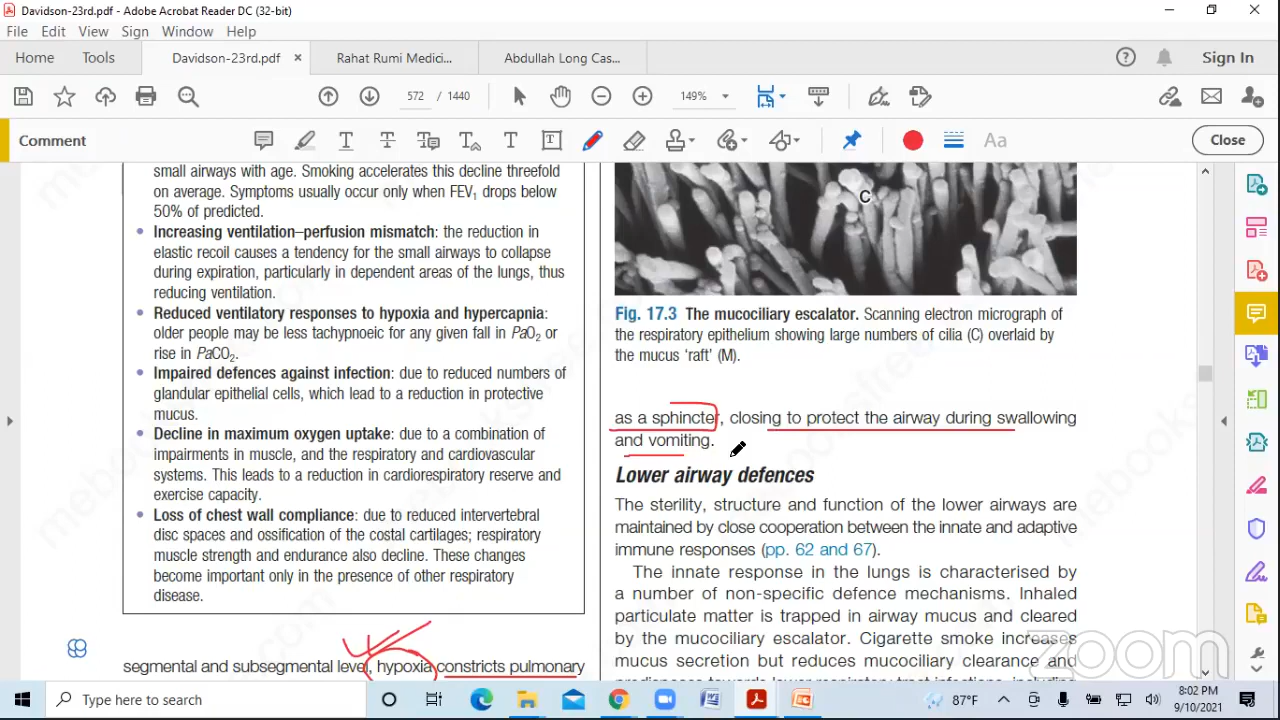 Davidson-23rd.pdf - Adobe Acrobat Reader DC (32-bit)
File Edit View Sign Window Help
Home Tools Davidson-23rd.pdf × Rahat Rumi Medici... Abdullah Long Cas... Sign In
572 / 1440 149%
Comment Close
small airways with age. Smoking accelerates this decline threefold
on average. Symptoms usually occur only when FEV1 drops below
50% of predicted.
• Increasing ventilation–perfusion mismatch: the reduction in
elastic recoil causes a tendency for the small airways to collapse
during expiration, particularly in dependent areas of the lungs, thus
reducing ventilation.
• Reduced ventilatory responses to hypoxia and hypercapnia:
older people may be less tachypnoeic for any given fall in PaO2 or
rise in PaCO2.
• Impaired defences against infection: due to reduced numbers of
glandular epithelial cells, which lead to a reduction in protective
mucus.
• Decline in maximum oxygen uptake: due to a combination of
impairments in muscle, and the respiratory and cardiovascular
systems. This leads to a reduction in cardiorespiratory reserve and
exercise capacity.
• Loss of chest wall compliance: due to reduced intervertebral
disc spaces and ossification of the costal cartilages; respiratory
muscle strength and endurance also decline. These changes
become important only in the presence of other respiratory
disease.
segmental and subsegmental level, hypoxia constricts pulmonary
C
Fig. 17.3 The mucociliary escalator. Scanning electron micrograph of
the respiratory epithelium showing large numbers of cilia (C) overlaid by
the mucus 'raft' (M).
as a sphincter, closing to protect the airway during swallowing
and vomiting.
Lower airway defences
The sterility, structure and function of the lower airways are
maintained by close cooperation between the innate and adaptive
immune responses (pp. 62 and 67).
The innate response in the lungs is characterised by
a number of non-specific defence mechanisms. Inhaled
particulate matter is trapped in airway mucus and cleared
by the mucociliary escalator. Cigarette smoke increases
mucus secretion but reduces mucociliary clearance and
zoom
Type here to search
87°F
8:02 PM
9/10/2021